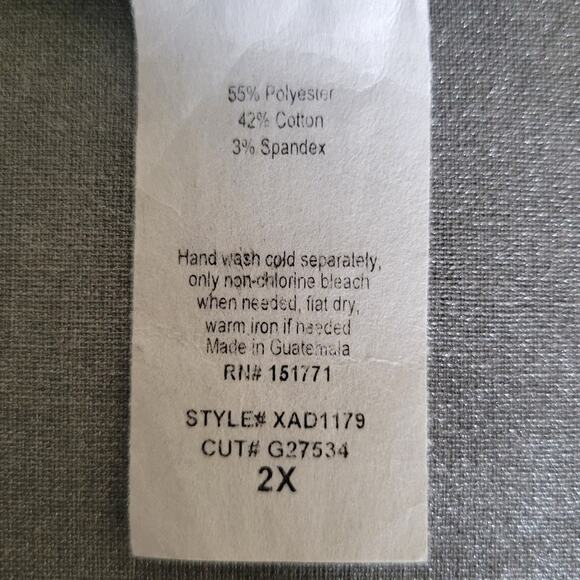 55% Polyester
42% Cotton
3% Spandex
Hand wash cold separately,
only non-chlorine bleach
when needed, flat dry,
warm iron if needed
Made in Guatemala
RN# 151771
STYLE# XAD1179
CUT# G27534
2X